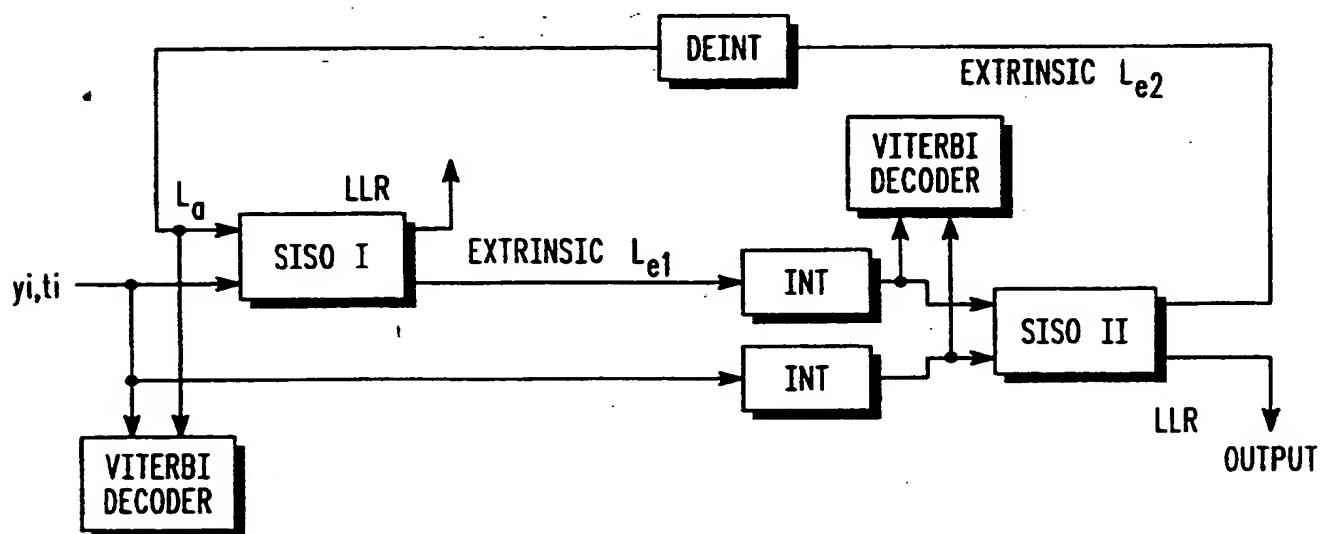 DEINT
EXTRINSIC L_e2
VITERBI
DECODER
L_a
LLR
SISO I
EXTRINSIC L_e1
INT
yi,ti
SISO II
INT
LLR
VITERBI
DECODER
OUTPUT